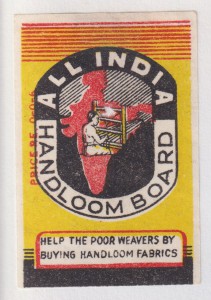 ALL INDIA
HANDLOOM BOARD
HELP THE POOR WEAVERS BY
BUYING HANDLOOM FABRICS